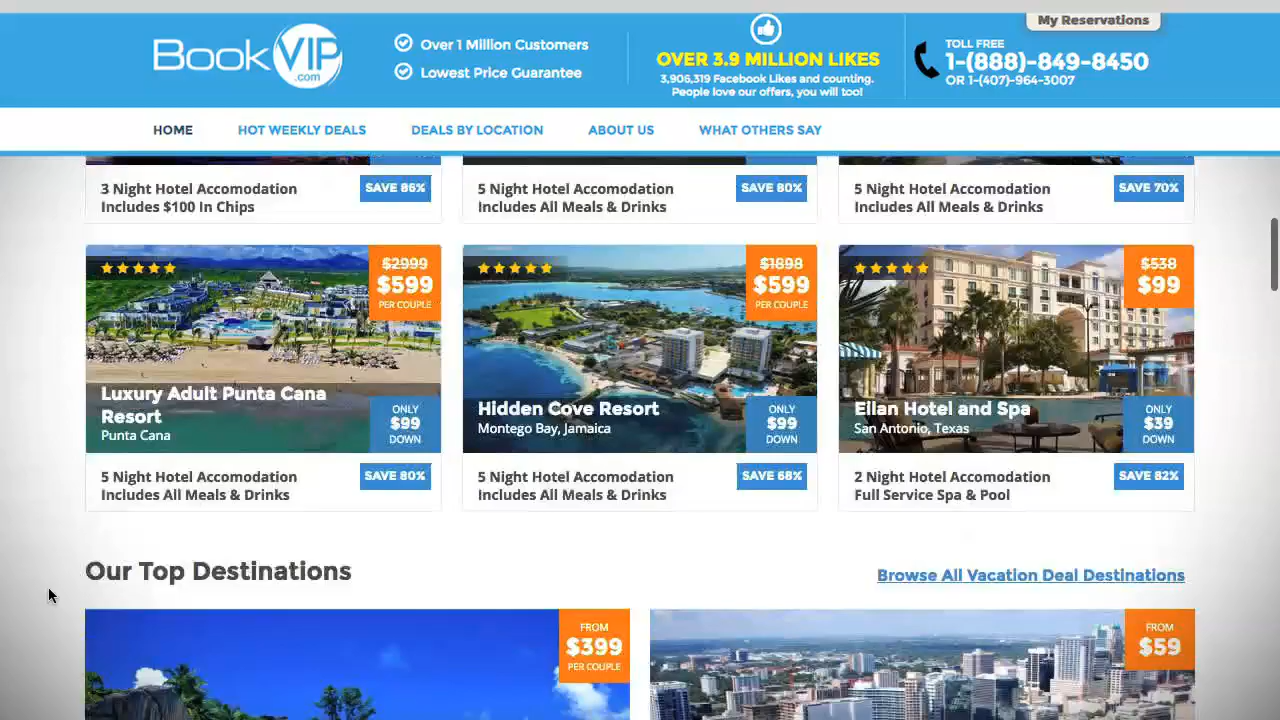 My Reservations
BookVIP
.com
Over 1 Million Customers
Lowest Price Guarantee
OVER 3.9 MILLION LIKES
3,906,319 Facebook Likes and counting.
People love our offers, you will too!
TOLL FREE
1-(888)-849-8450
OR 1-(407)-964-3007
HOME
HOT WEEKLY DEALS
DEALS BY LOCATION
ABOUT US
WHAT OTHERS SAY
3 Night Hotel Accomodation
Includes $100 In Chips
SAVE 86%
5 Night Hotel Accomodation
Includes All Meals & Drinks
SAVE 80%
5 Night Hotel Accomodation
Includes All Meals & Drinks
SAVE 70%
$2999
$599
PER COUPLE
Luxury Adult Punta Cana
Resort
Punta Cana
ONLY
$99
DOWN
5 Night Hotel Accomodation
Includes All Meals & Drinks
SAVE 80%
$1898
$599
PER COUPLE
Hidden Cove Resort
Montego Bay, Jamaica
ONLY
$99
DOWN
5 Night Hotel Accomodation
Includes All Meals & Drinks
SAVE 68%
$538
$99
Eilan Hotel and Spa
San Antonio, Texas
ONLY
$39
DOWN
2 Night Hotel Accomodation
Full Service Spa & Pool
SAVE 82%
Our Top Destinations
Browse All Vacation Deal Destinations
FROM
$399
PER COUPLE
FROM
$59